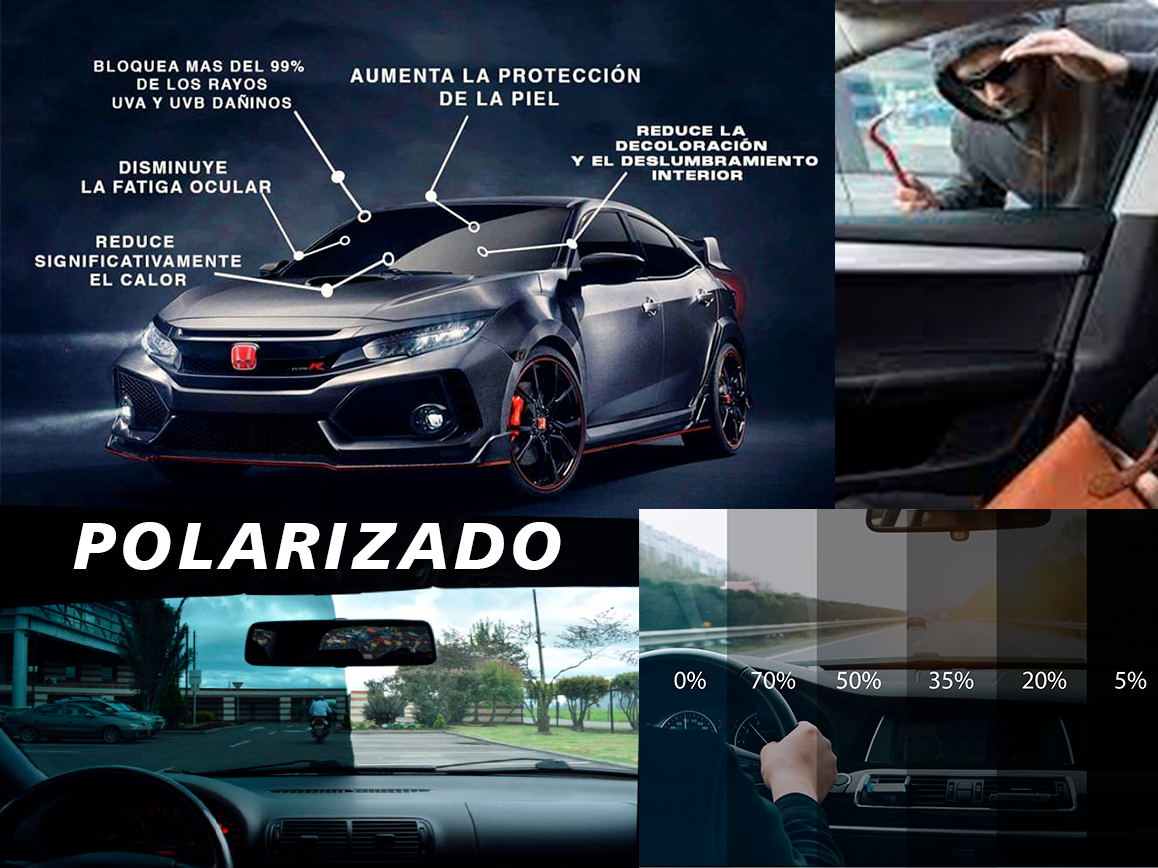 BLOQUEA MAS DEL 99%
DE LOS RAYOS
UVA Y UVB DAÑINOS
AUMENTA LA PROTECCIÓN
DE LA PIEL
REDUCE LA
DECOLORACIÓN
Y EL DESLUMBRAMIENTO
INTERIOR
DISMINUYE
LA FATIGA OCULAR
REDUCE
SIGNIFICATIVAMENTE
EL CALOR
POLARIZADO
0% 70% 50% 35% 20% 5%